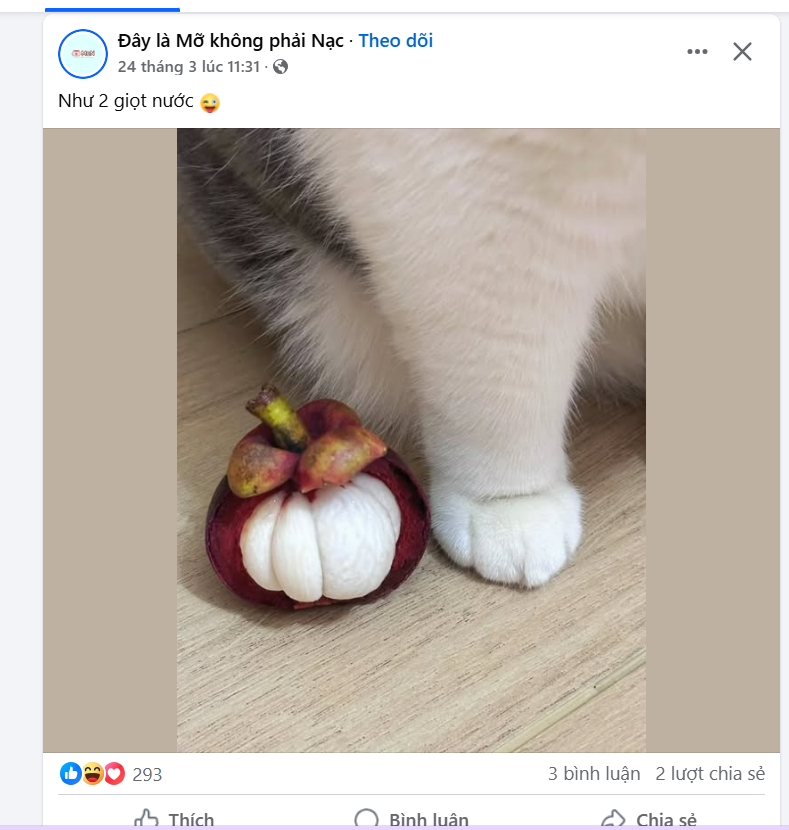 Đây là Mỡ không phải Nạc · Theo dõi
24 tháng 3 lúc 11:31
Như 2 giọt nước 😜
293 3 bình luận 2 lượt chia sẻ
Thích Bình luận Chia sẻ